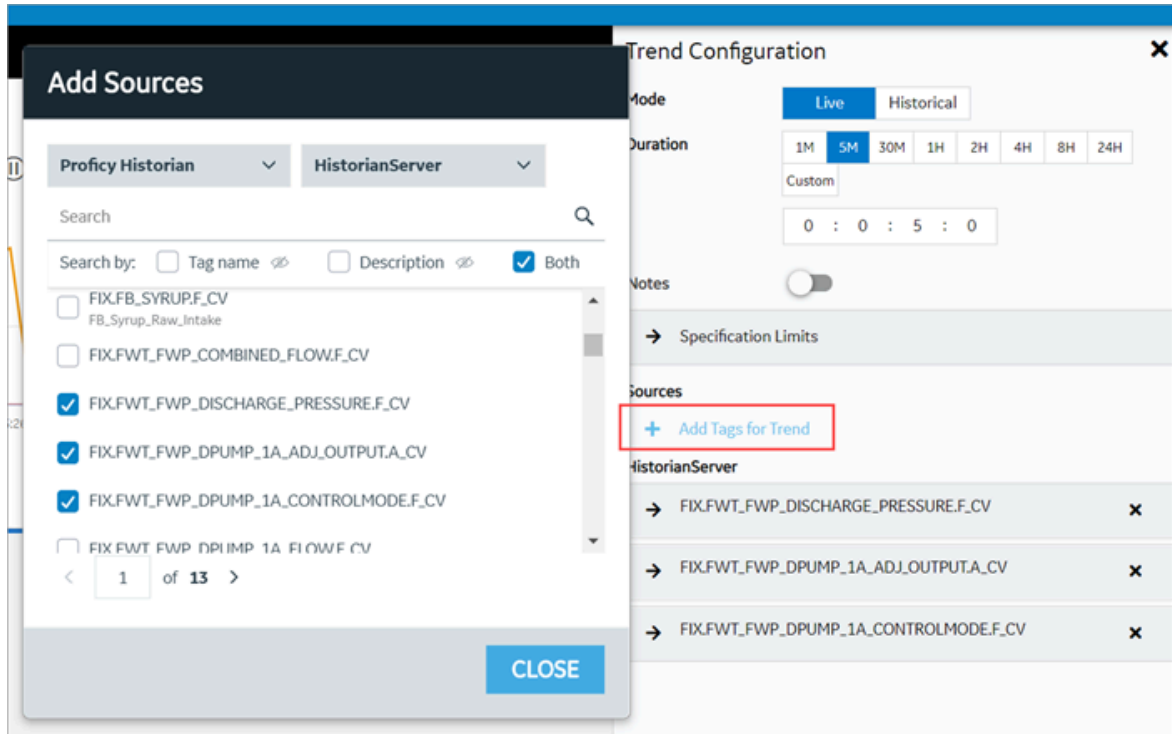 Add Sources
Proficy Historian
HistorianServer
Search
Search by: Tag name Description Both
FIX.FB_SYRUP.F_CV
FB_Syrup_Raw_Intake
FIX.FWT_FWP_COMBINED_FLOW.F_CV
FIX.FWT_FWP_DISCHARGE_PRESSURE.F_CV
FIX.FWT_FWP_DPUMP_1A_ADJ_OUTPUT.A_CV
FIX.FWT_FWP_DPUMP_1A_CONTROLMODE.F_CV
FIX.FWT_FWP_DPUMP_1A_FLOW.F_CV
1 of 13
CLOSE
Trend Configuration
Mode
Live Historical
Duration
1M 5M 30M 1H 2H 4H 8H 24H
Custom
0 : 0 : 5 : 0
Notes
Specification Limits
Sources
+ Add Tags for Trend
HistorianServer
FIX.FWT_FWP_DISCHARGE_PRESSURE.F_CV
FIX.FWT_FWP_DPUMP_1A_ADJ_OUTPUT.A_CV
FIX.FWT_FWP_DPUMP_1A_CONTROLMODE.F_CV